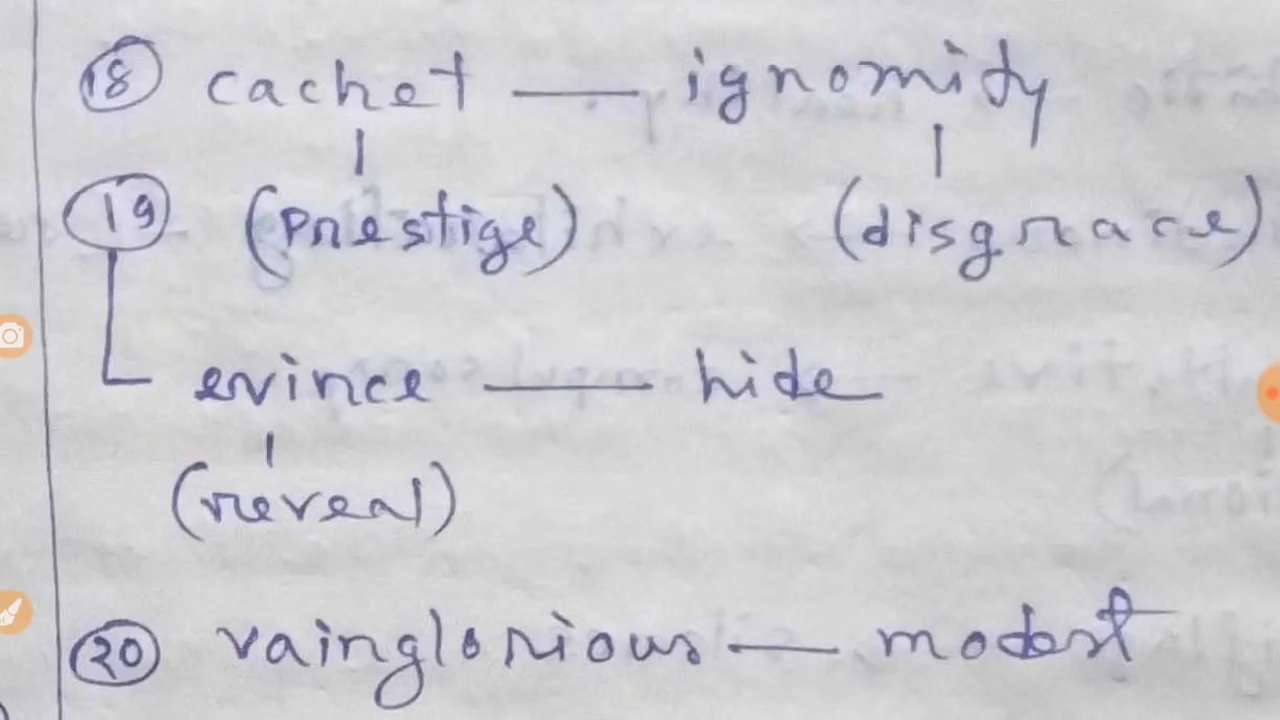 18 cachet — ignomity
19 (prestige) (disgrace)
evince — hide
(reveal)
20 vainglorious — modest